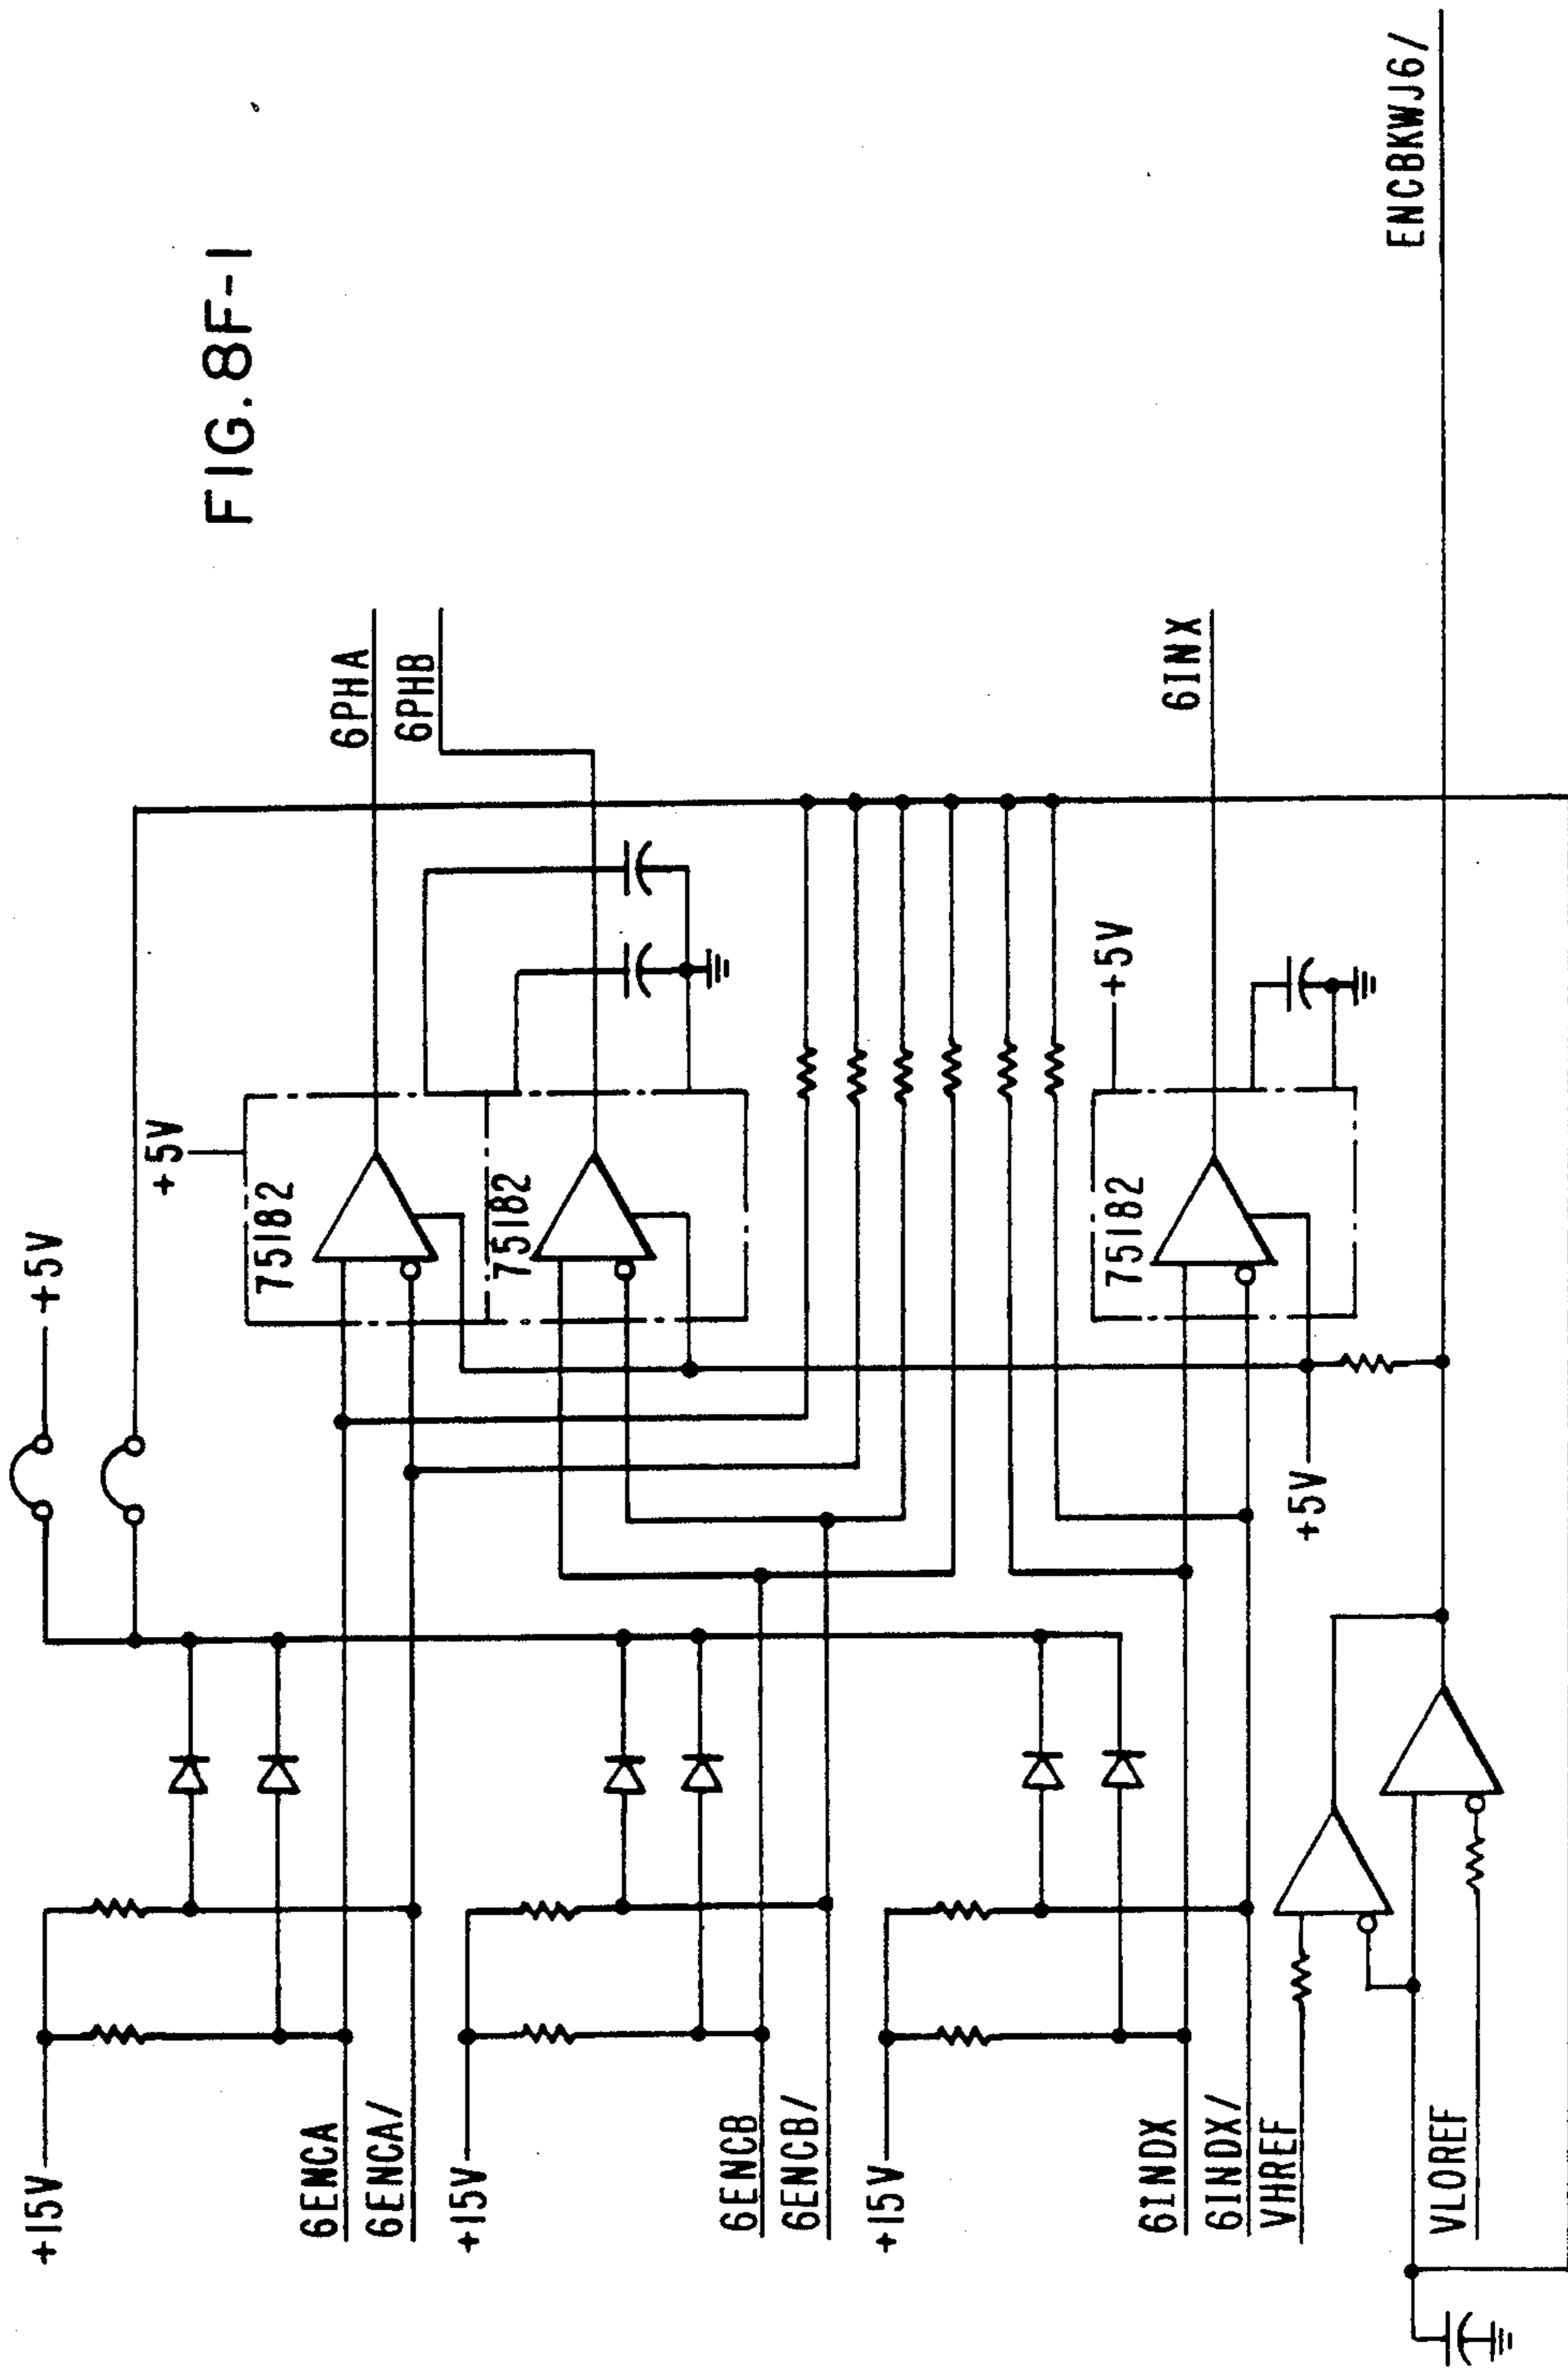 FIG. 8F-1
+5V
+5V
+15V
75182
6PHA
6ENCA
6PHB
6ENCA/
+15V
75182
6ENCB
6ENCB/
+15V
+5V
75182
6INX
6INDX
6INDX/
VHREF
+5V
ENCBKWJ6/
VLOREF